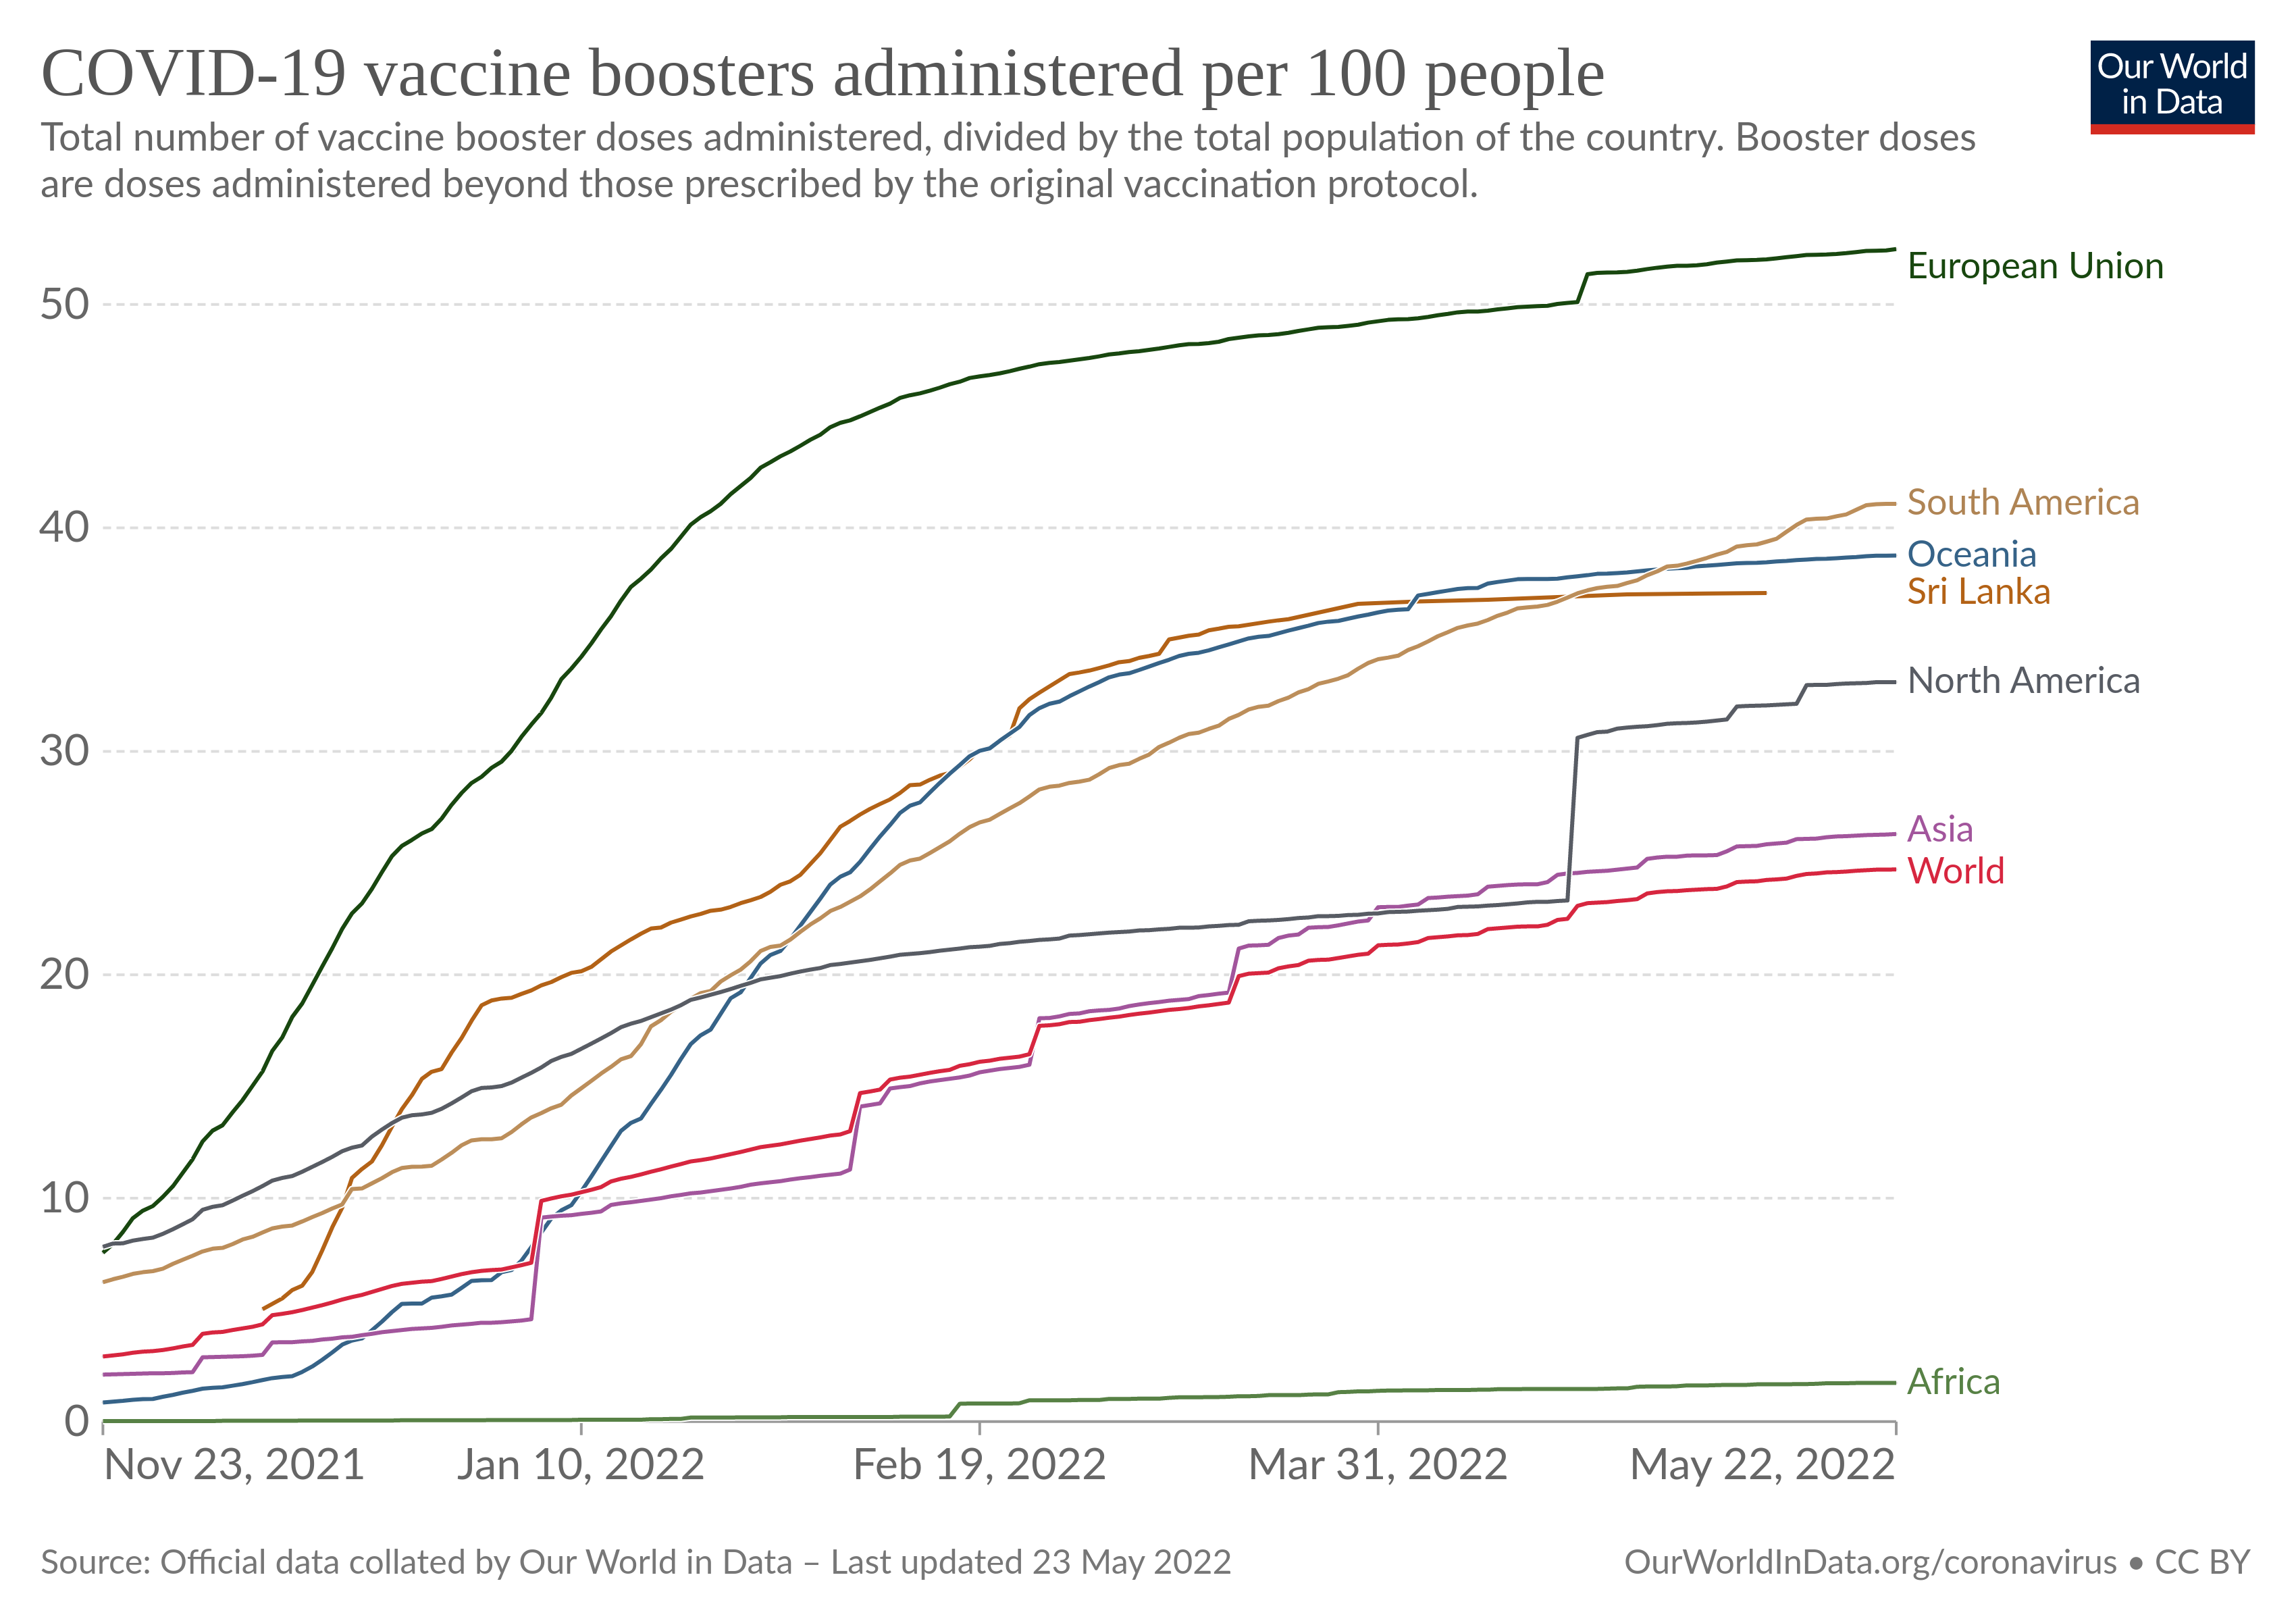 COVID-19 vaccine boosters administered per 100 people
Our World
in Data
Total number of vaccine booster doses administered, divided by the total population of the country. Booster doses
are doses administered beyond those prescribed by the original vaccination protocol.
European Union
50
South America
40
Oceania
Sri Lanka
North America
30
Asia
World
20
10
Africa
0
Nov 23, 2021
Jan 10, 2022
Feb 19, 2022
Mar 31, 2022
May 22, 2022
Source: Official data collated by Our World in Data – Last updated 23 May 2022
OurWorldInData.org/coronavirus • CC BY